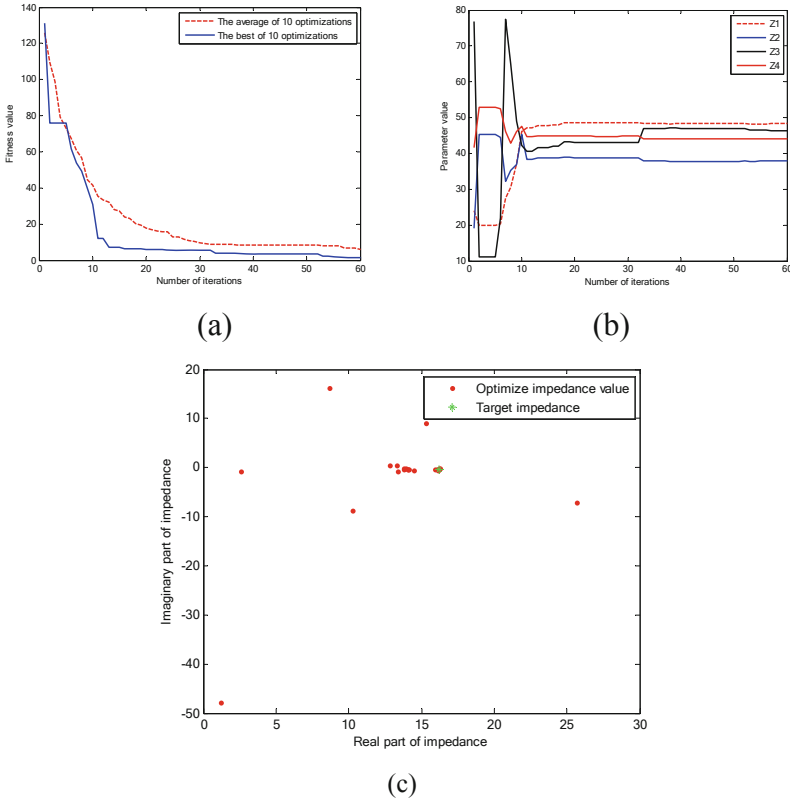 140
120
100
80
60
40
20
0
Fitness value
The average of 10 optimizations
The best of 10 optimizations
0 10 20 30 40 50 60
Number of iterations
(a)
80
70
60
50
40
30
20
10
Parameter value
Z1
Z2
Z3
Z4
0 10 20 30 40 50 60
Number of iterations
(b)
20
10
0
-10
-20
-30
-40
-50
Imaginary part of impedance
Optimize impedance value
Target impedance
0 5 10 15 20 25 30
Real part of impedance
(c)